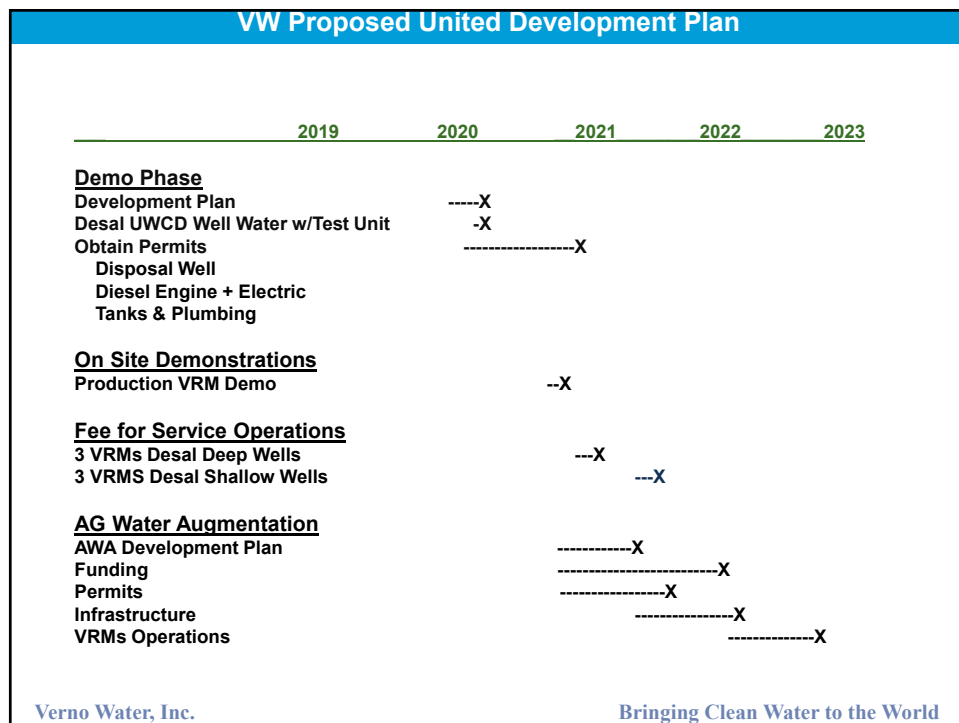 VW Proposed United Development Plan
___ 2019 2020 2021 2022 2023
Demo Phase
Development Plan -----X
Desal UWCD Well Water w/Test Unit -X
Obtain Permits ------------------X
Disposal Well
Diesel Engine + Electric
Tanks & Plumbing
On Site Demonstrations
Production VRM Demo --X
Fee for Service Operations
3 VRMs Desal Deep Wells ---X
3 VRMS Desal Shallow Wells ---X
AG Water Augmentation
AWA Development Plan ------------X
Funding --------------------------X
Permits -----------------X
Infrastructure ----------------X
VRMs Operations --------------X
Verno Water, Inc. Bringing Clean Water to the World